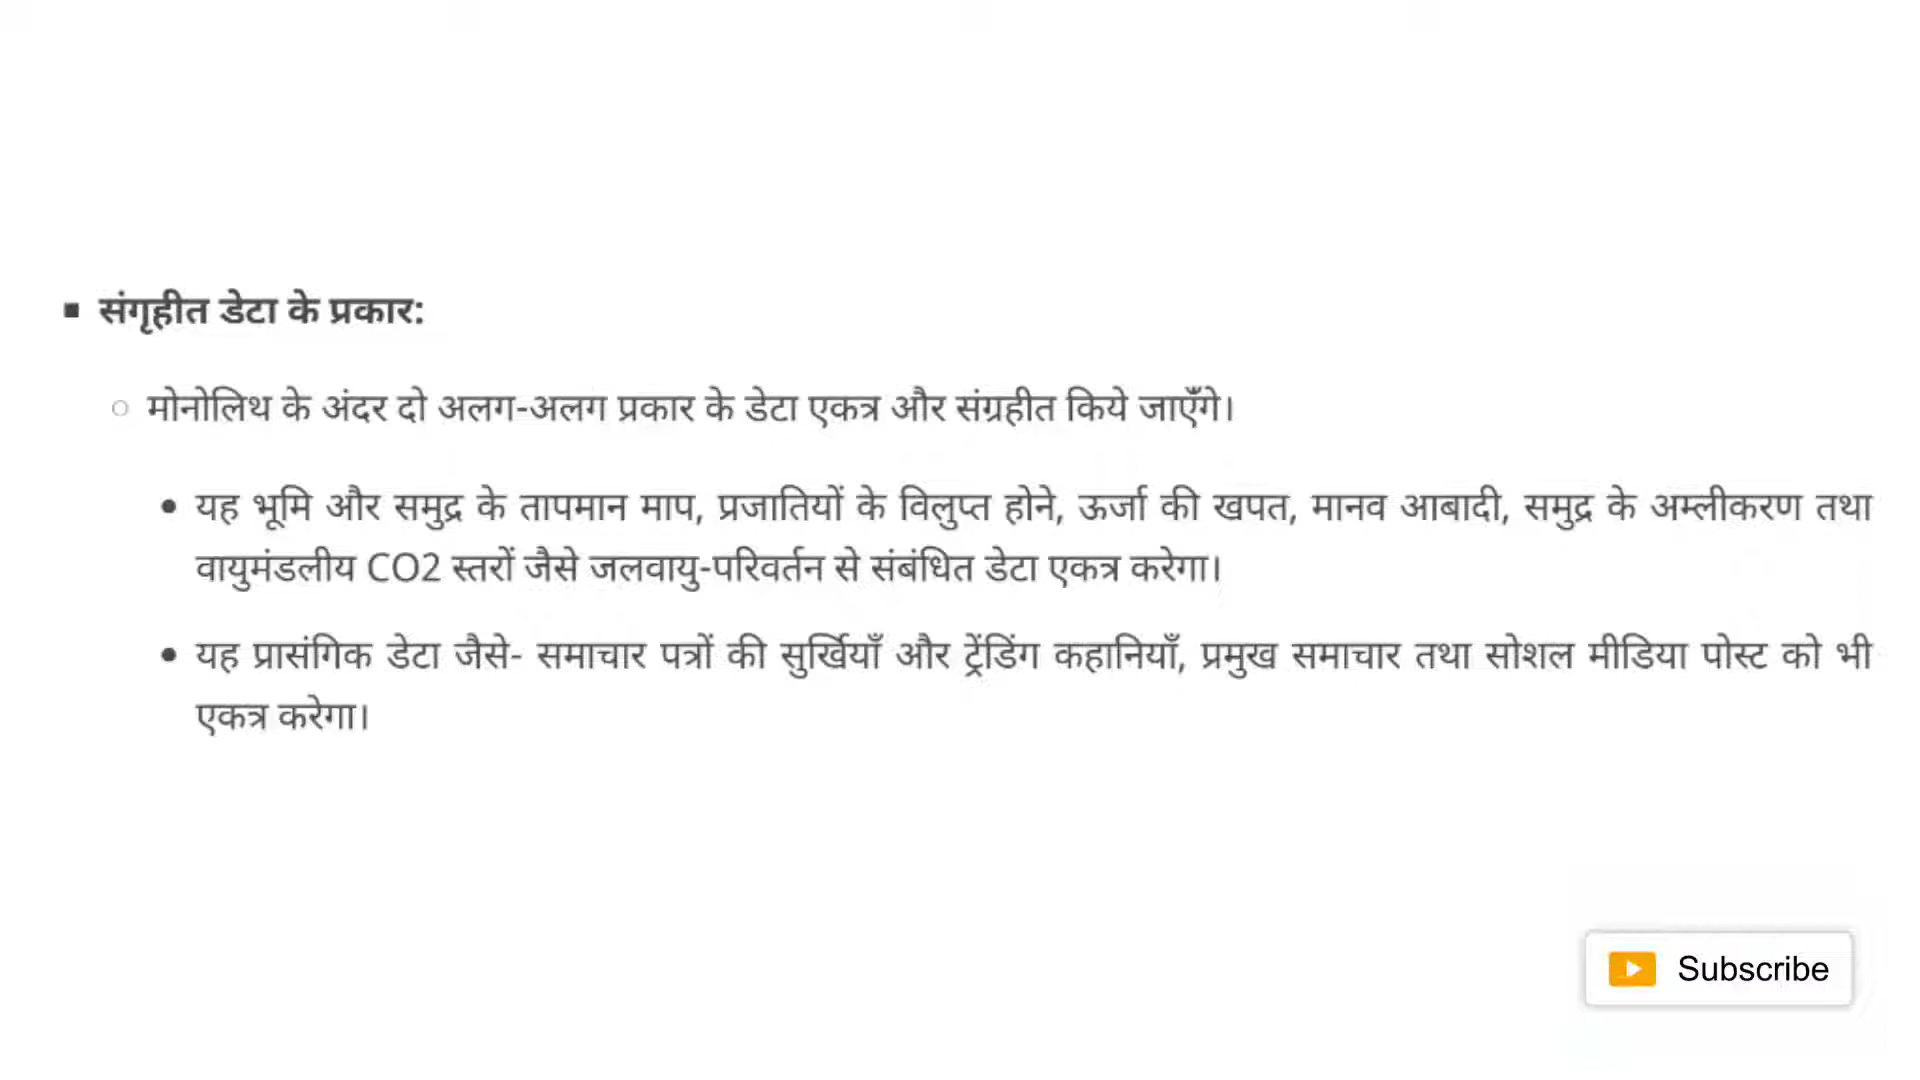 ▪ संगृहीत डेटा के प्रकार:
○ मोनोलिथ के अंदर दो अलग-अलग प्रकार के डेटा एकत्र और संग्रहीत किये जाएँगे।
• यह भूमि और समुद्र के तापमान माप, प्रजातियों के विलुप्त होने, ऊर्जा की खपत, मानव आबादी, समुद्र के अम्लीकरण तथा
वायुमंडलीय CO2 स्तरों जैसे जलवायु-परिवर्तन से संबंधित डेटा एकत्र करेगा।
• यह प्रासंगिक डेटा जैसे- समाचार पत्रों की सुर्खियाँ और ट्रेंडिंग कहानियाँ, प्रमुख समाचार तथा सोशल मीडिया पोस्ट को भी
एकत्र करेगा।
Subscribe